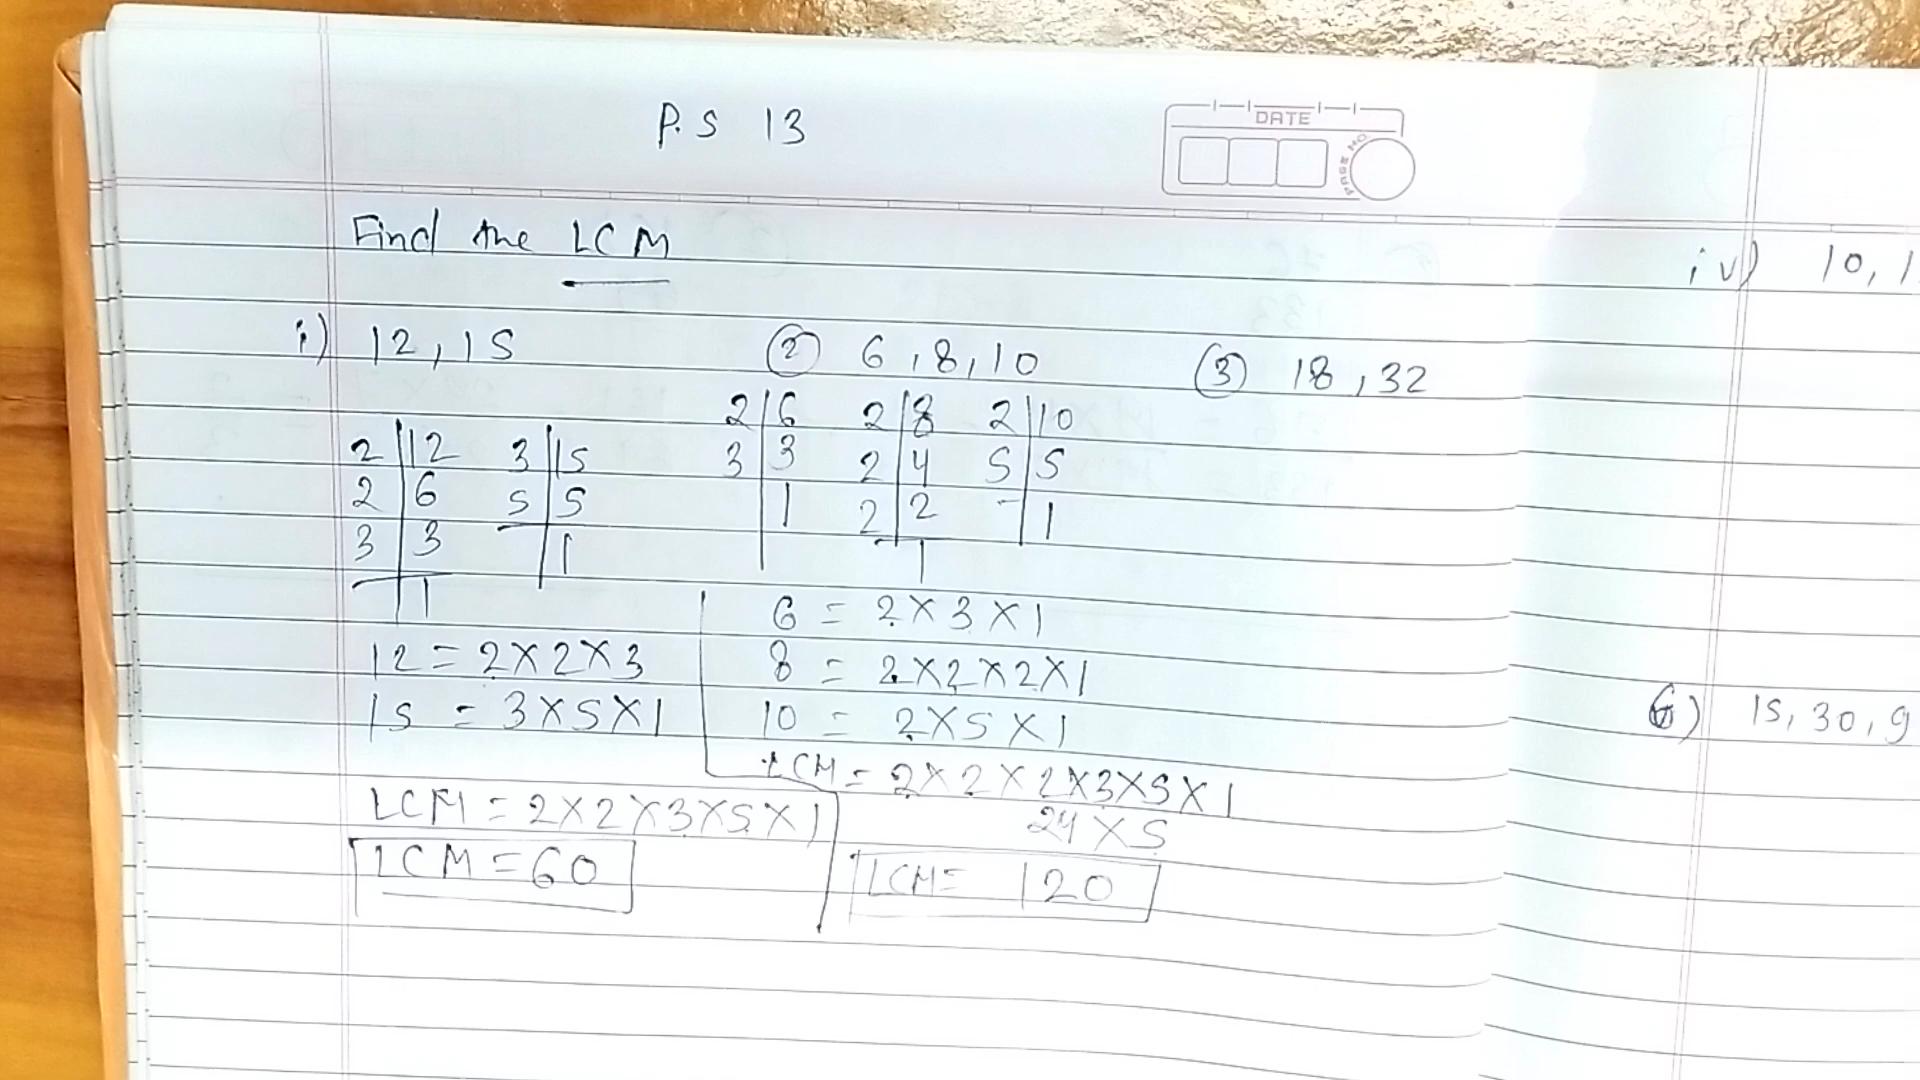 P.S 13
DATE
PAGE NO.
Find the LCM
i) 12, 15
2 | 12
2 | 6
3 | 3
1
3 | 15
5 | 5
1
12 = 2×2×3
15 = 3×5×1
LCM = 2×2×3×5×1
LCM = 60
② 6, 8, 10
2 | 6
3 | 3
1
2 | 8
2 | 4
2 | 2
1
2 | 10
5 | 5
1
6 = 2×3×1
8 = 2×2×2×1
10 = 2×5×1
LCM = 2×2×2×3×5×1
24×5
LCM = 120
③ 18, 32
iv) 10, 1
6) 15, 30, 9